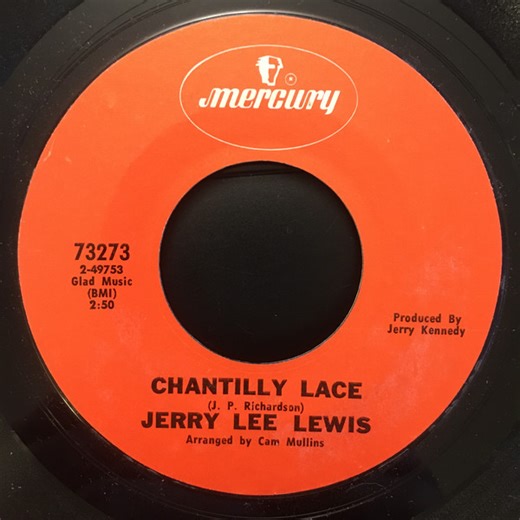 mercury
®
73273
2-49753
Glad Music
(BMI)
2:50
Produced By
Jerry Kennedy
CHANTILLY LACE
(J. P. Richardson)
JERRY LEE LEWIS
Arranged by Cam Mullins